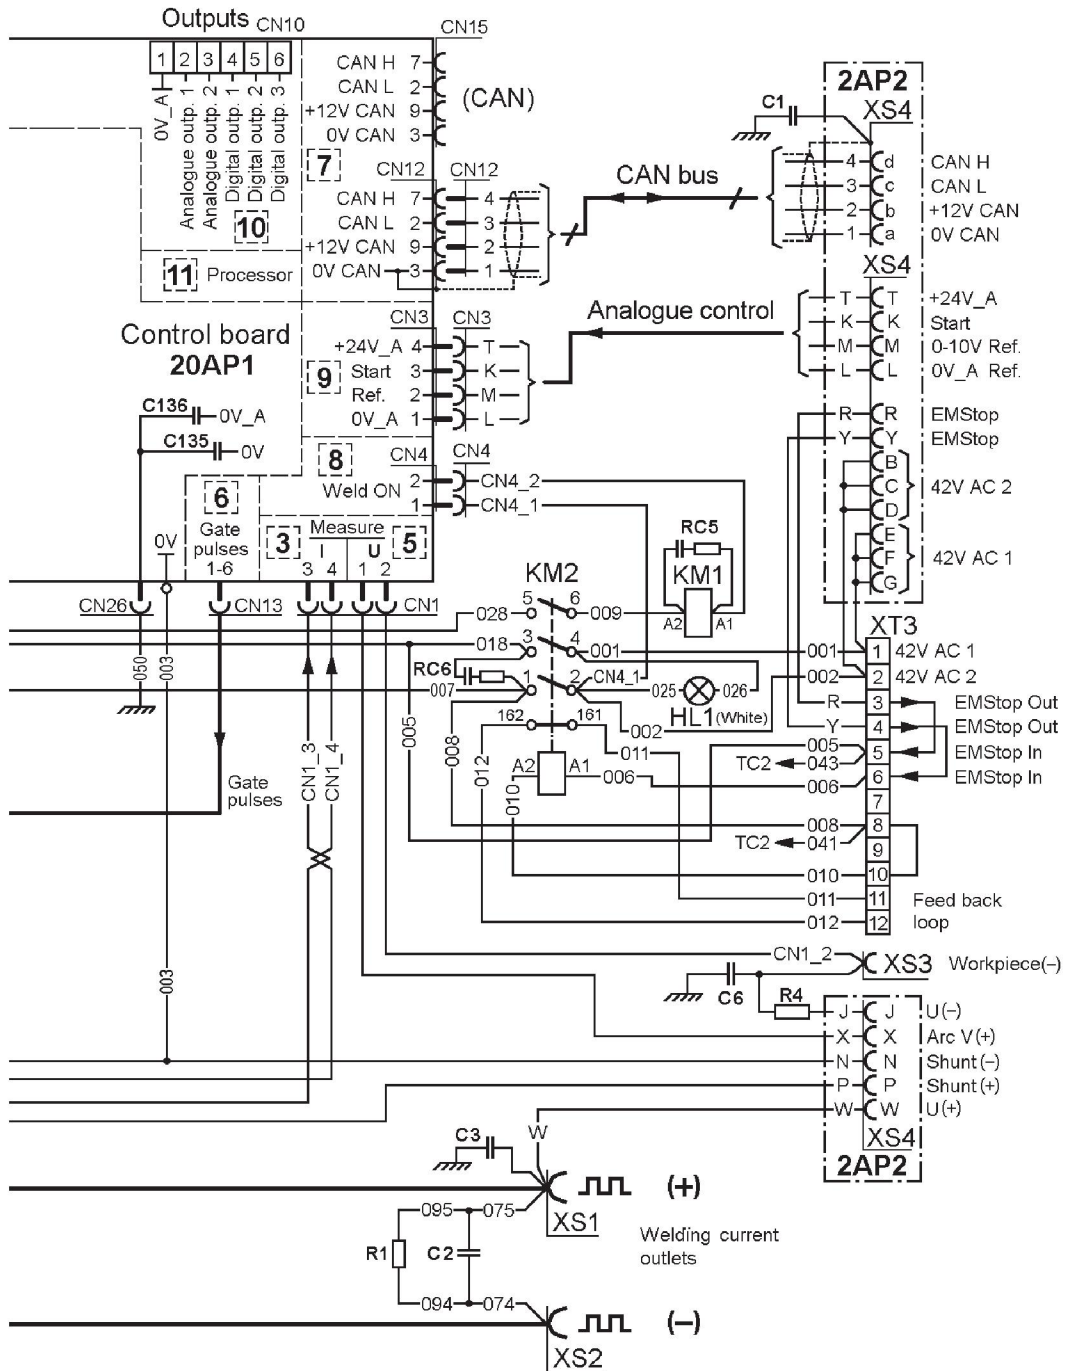 Outputs CN10
1 2 3 4 5 6
0V_A
Analogue outp. 1
Analogue outp. 2
Digital outp. 1
Digital outp. 2
Digital outp. 3
10
7
CN15
CAN H 7
CAN L 2
+12V CAN 9
0V CAN 3
(CAN)
CN12 CN12
CAN H 7 4
CAN L 2 3
+12V CAN 9 2
0V CAN 3 1
CAN bus
11 Processor
Control board
20AP1
CN3 CN3
+24V_A 4 T
Start 3 K
Ref. 2 M
0V_A 1 L
9
Analogue control
C136 0V_A
C135 0V
8
Weld ON
CN4 CN4
2 CN4_2
1 CN4_1
6
Gate
pulses
1-6
3 Measure 5
I U
3 4 1 2
0V
CN26 CN13 CN1
050
003
Gate
pulses
CN1_3
CN1_4
003
2AP2
C1
XS4
4 d CAN H
3 c CAN L
2 b +12V CAN
1 a 0V CAN
XS4
T T +24V_A
K K Start
M M 0-10V Ref.
L L 0V_A Ref.
R R EMStop
Y Y EMStop
B
C 42V AC 2
D
E
F 42V AC 1
G
RC5
KM1
A2 A1
KM2
028 5 6 009
018 3 4 001
RC6
007 1 2 CN4_1
025 026
HL1 (White)
002
162 161
005
008
012
011
A2 A1 006
010
XT3
001 1 42V AC 1
002 2 42V AC 2
R 3 EMStop Out
Y 4 EMStop Out
005 5 EMStop In
TC2 043
006 6 EMStop In
7
008 8
TC2 041
9
010 10
011 11 Feed back
012 12 loop
CN1_2 XS3 Workpiece(–)
C6
R4
J J U(–)
X X Arc V(+)
N N Shunt(–)
P P Shunt(+)
W W U(+)
XS4
2AP2
C3
W
XS1 (+)
095 075
R1 C2
Welding current
outlets
094 074
XS2 (–)